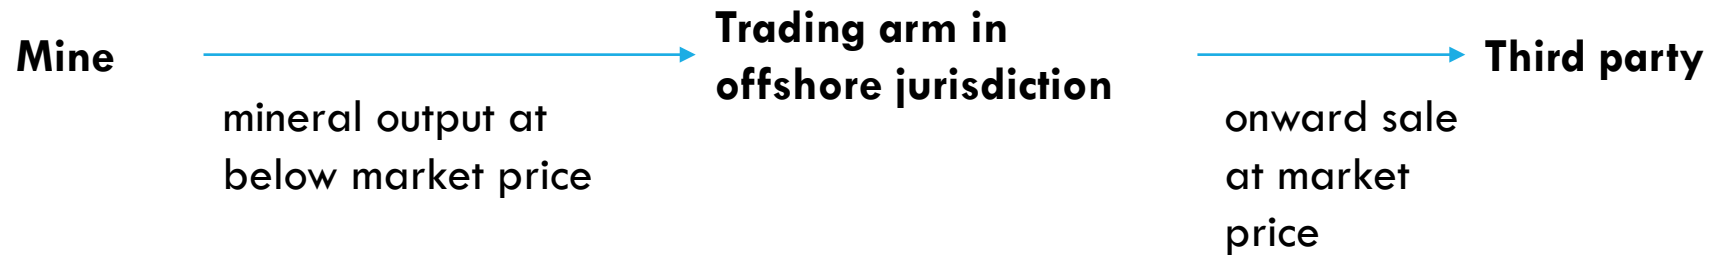 Mine
mineral output at
below market price
Trading arm in
offshore jurisdiction
onward sale
at market
price
Third party